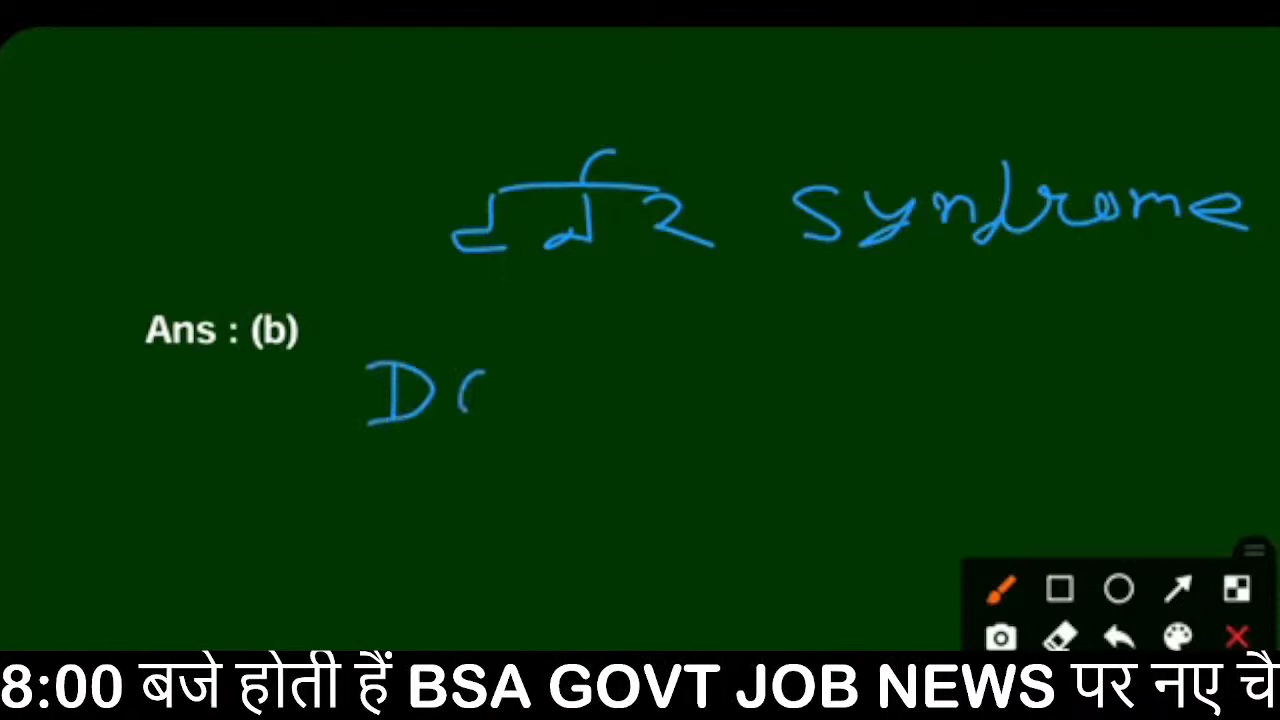 टर्नर Syndrome
Ans : (b)
D
8:00 बजे होती हैं BSA GOVT JOB NEWS पर नए चै